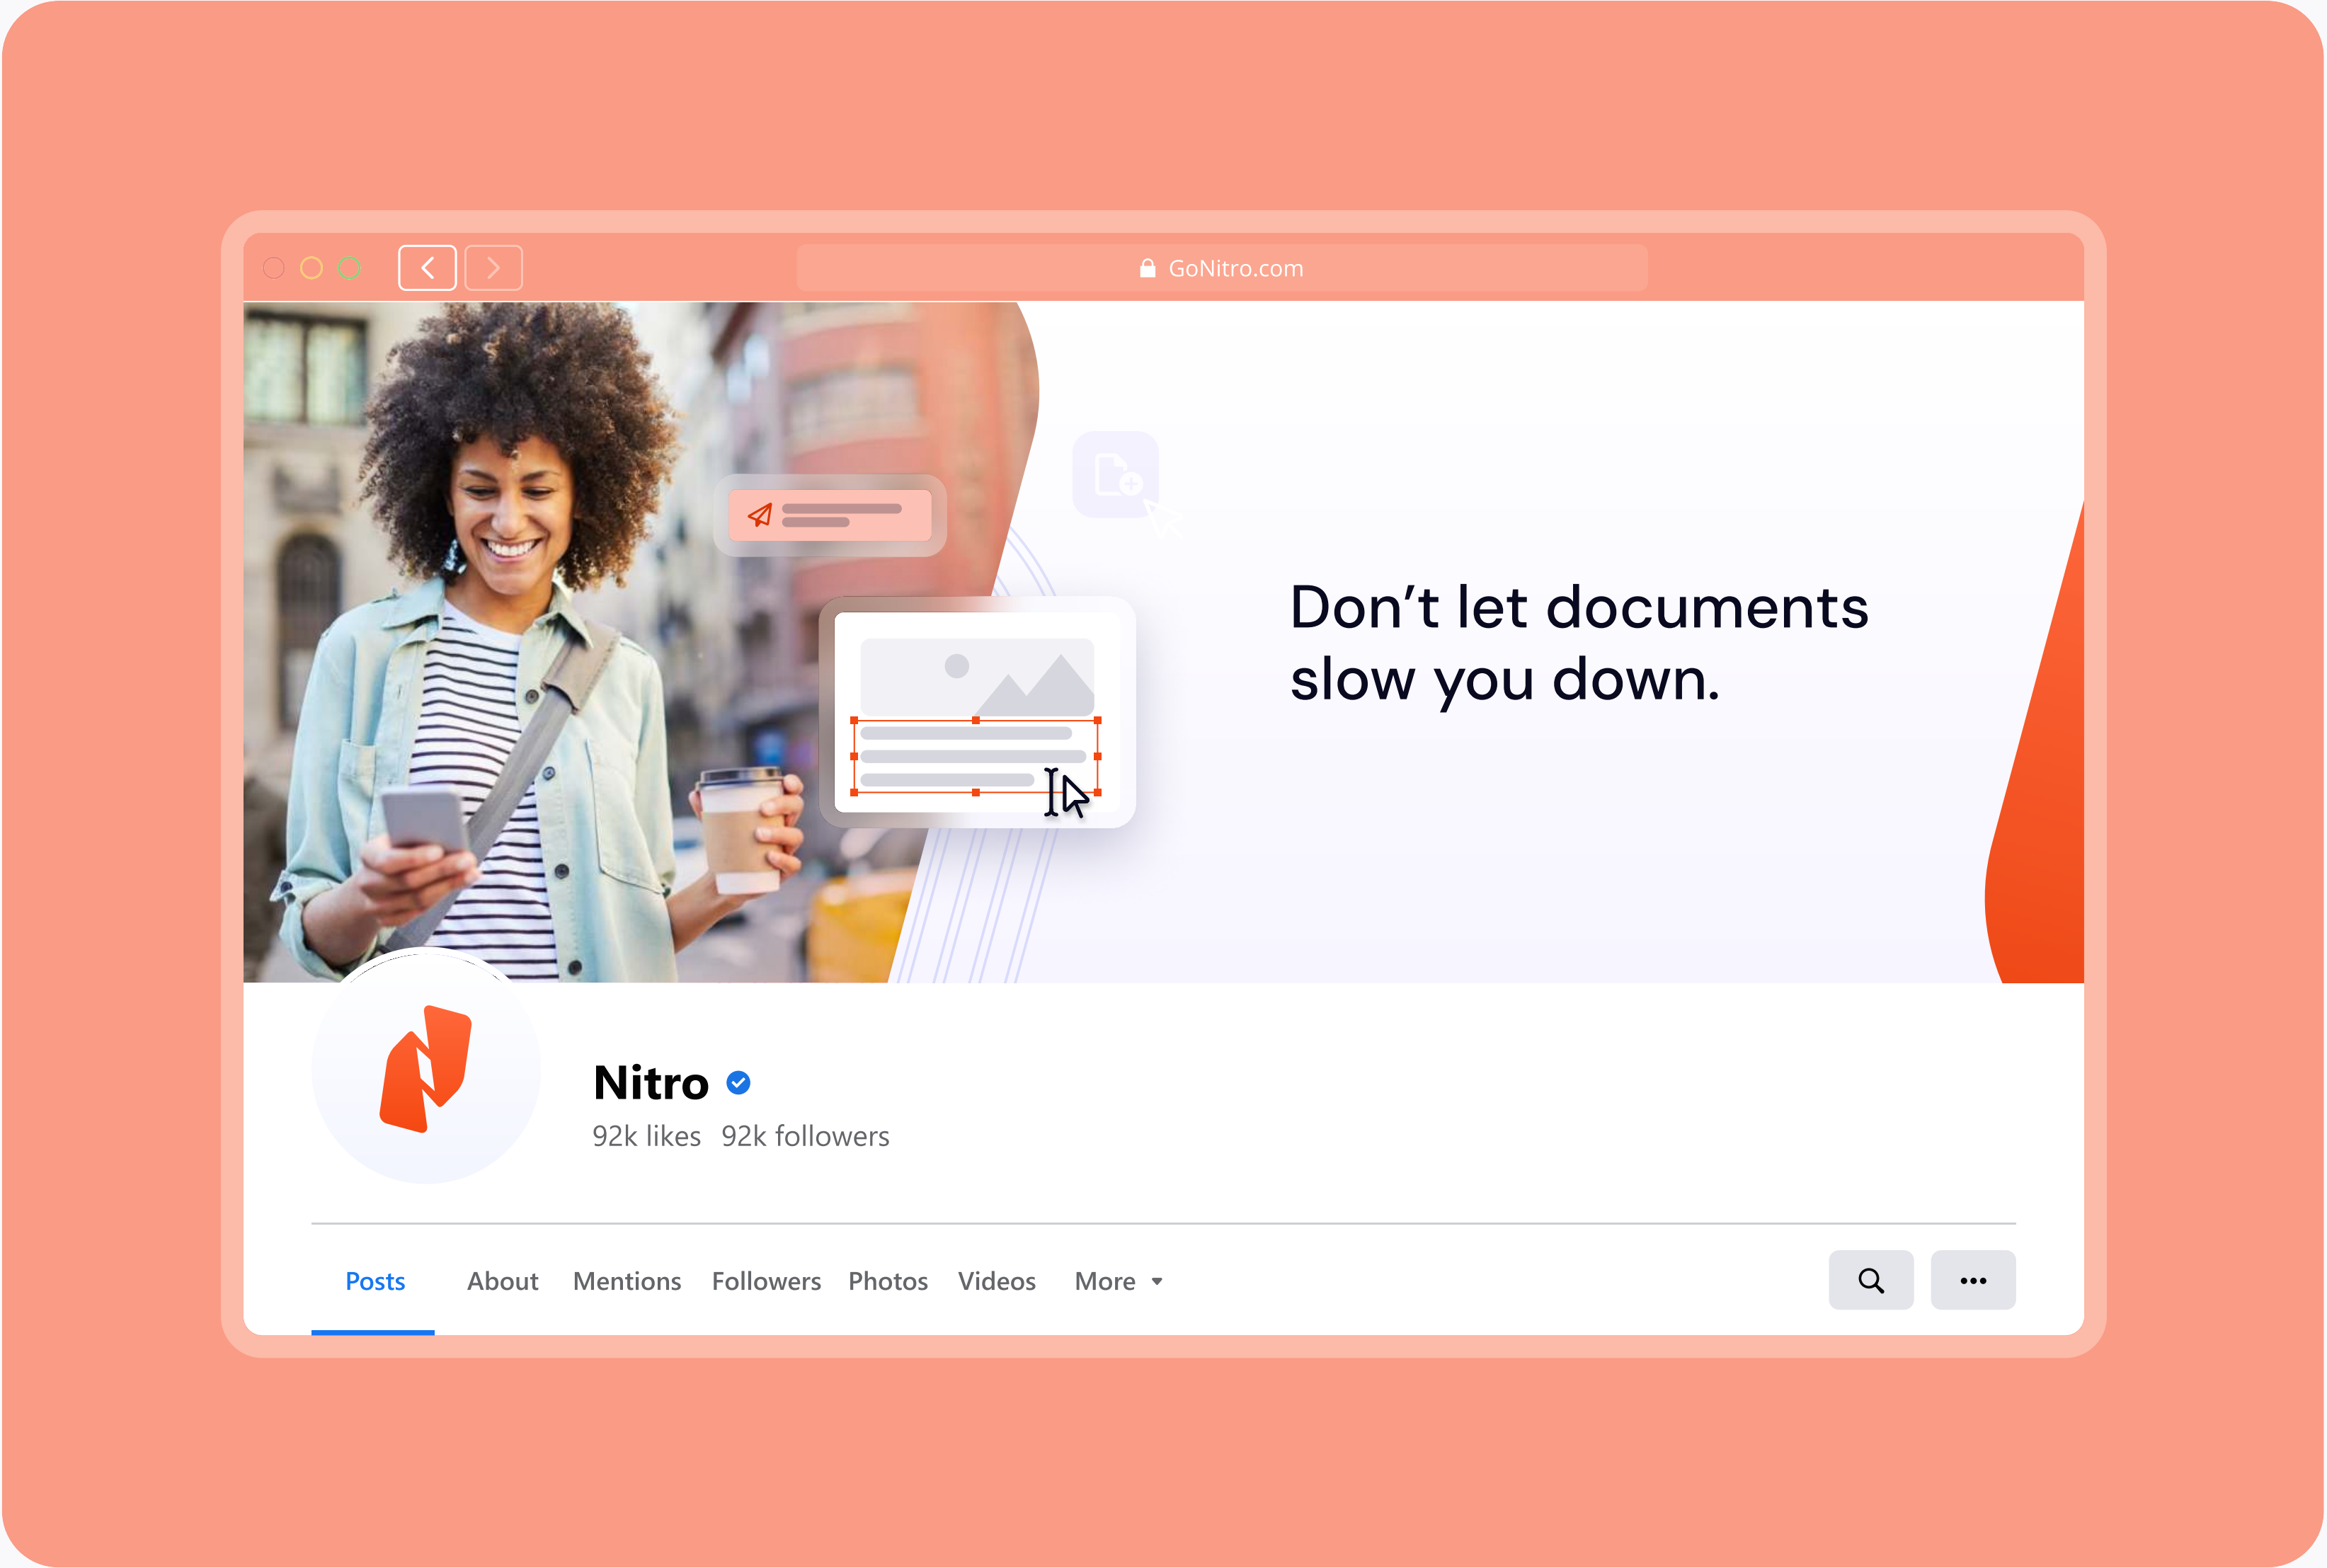 GoNitro.com
Don’t let documents
slow you down.
Nitro
92k likes 92k followers
Posts About Mentions Followers Photos Videos More